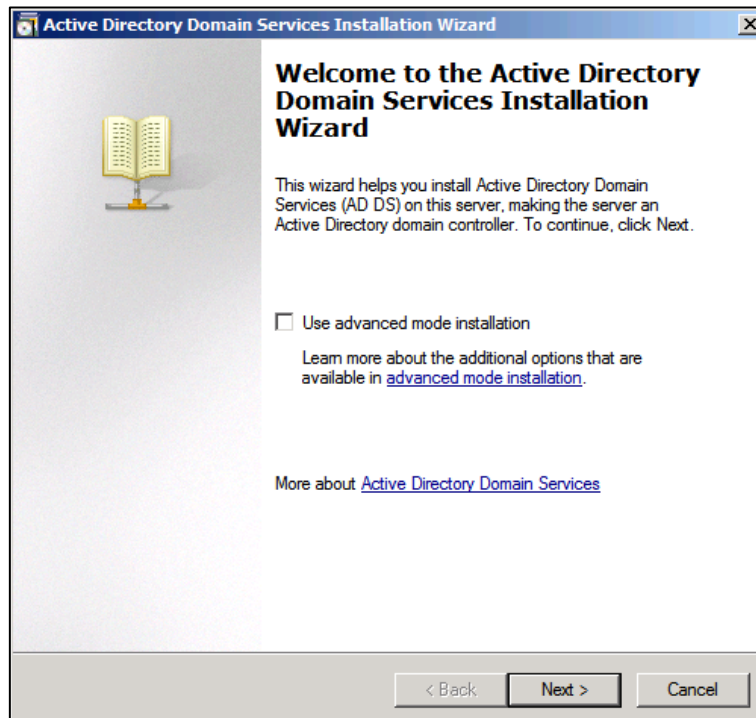 Active Directory Domain Services Installation Wizard
Welcome to the Active Directory
Domain Services Installation
Wizard
This wizard helps you install Active Directory Domain
Services (AD DS) on this server, making the server an
Active Directory domain controller. To continue, click Next.
Use advanced mode installation
Learn more about the additional options that are
available in advanced mode installation.
More about Active Directory Domain Services
< Back
Next >
Cancel